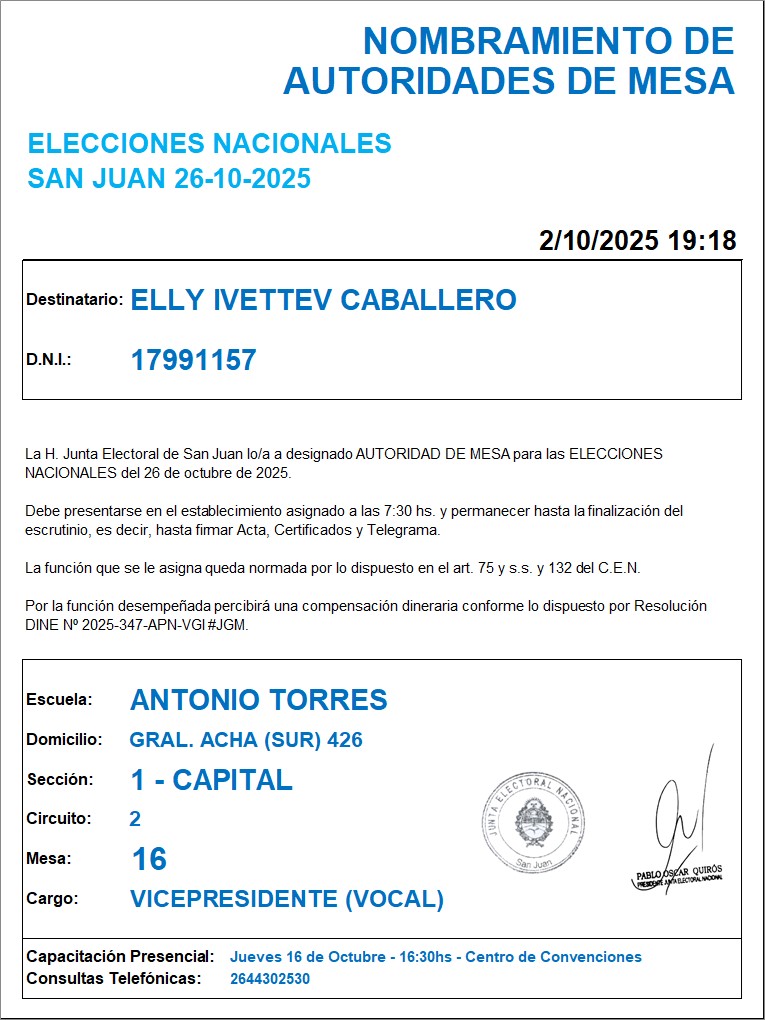 NOMBRAMIENTO DE
AUTORIDADES DE MESA
ELECCIONES NACIONALES
SAN JUAN 26-10-2025
2/10/2025 19:18
Destinatario: ELLY IVETTEV CABALLERO
D.N.I.: 17991157
La H. Junta Electoral de San Juan lo/a a designado AUTORIDAD DE MESA para las ELECCIONES
NACIONALES del 26 de octubre de 2025.
Debe presentarse en el establecimiento asignado a las 7:30 hs. y permanecer hasta la finalización del
escrutinio, es decir, hasta firmar Acta, Certificados y Telegrama.
La función que se le asigna queda normada por lo dispuesto en el art. 75 y s.s. y 132 del C.E.N.
Por la función desempeñada percibirá una compensación dineraria conforme lo dispuesto por Resolución
DINE Nº 2025-347-APN-VGI#JGM.
Escuela: ANTONIO TORRES
Domicilio: GRAL. ACHA (SUR) 426
Sección: 1 - CAPITAL
Circuito: 2
Mesa: 16
Cargo: VICEPRESIDENTE (VOCAL)
JUNTA ELECTORAL NACIONAL
San Juan
PABLO OSCAR QUIRÓS
PRESIDENTE JUNTA ELECTORAL NACIONAL
Capacitación Presencial: Jueves 16 de Octubre - 16:30hs - Centro de Convenciones
Consultas Telefónicas: 2644302530